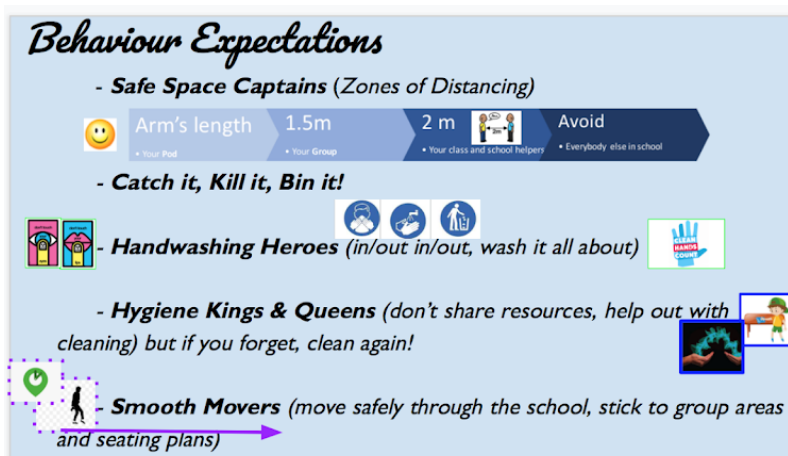 Behaviour Expectations
- Safe Space Captains (Zones of Distancing)
Arm's length 1.5m 2 m Avoid
• Your Pod • Your Group • Your class and school helpers • Everybody else in school
- Catch it, Kill it, Bin it!
- Handwashing Heroes (in/out in/out, wash it all about)
CLEAN
HANDS
COUNT
- Hygiene Kings & Queens (don't share resources, help out with
cleaning) but if you forget, clean again!
- Smooth Movers (move safely through the school, stick to group areas
and seating plans)